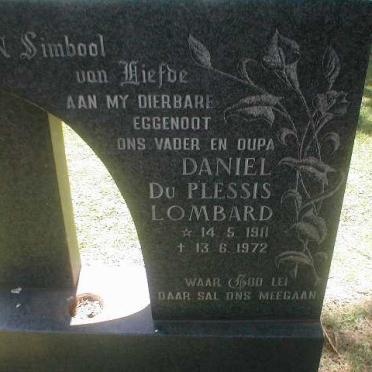 'N Simbool
van Liefde
AAN MY DIERBARE
EGGENOOT
ONS VADER EN OUPA
DANIEL
DU PLESSIS
LOMBARD
☆ 14. 5. 1911
† 13. 6. 1972
WAAR GOD LEI
DAAR SAL ONS MEEGAAN